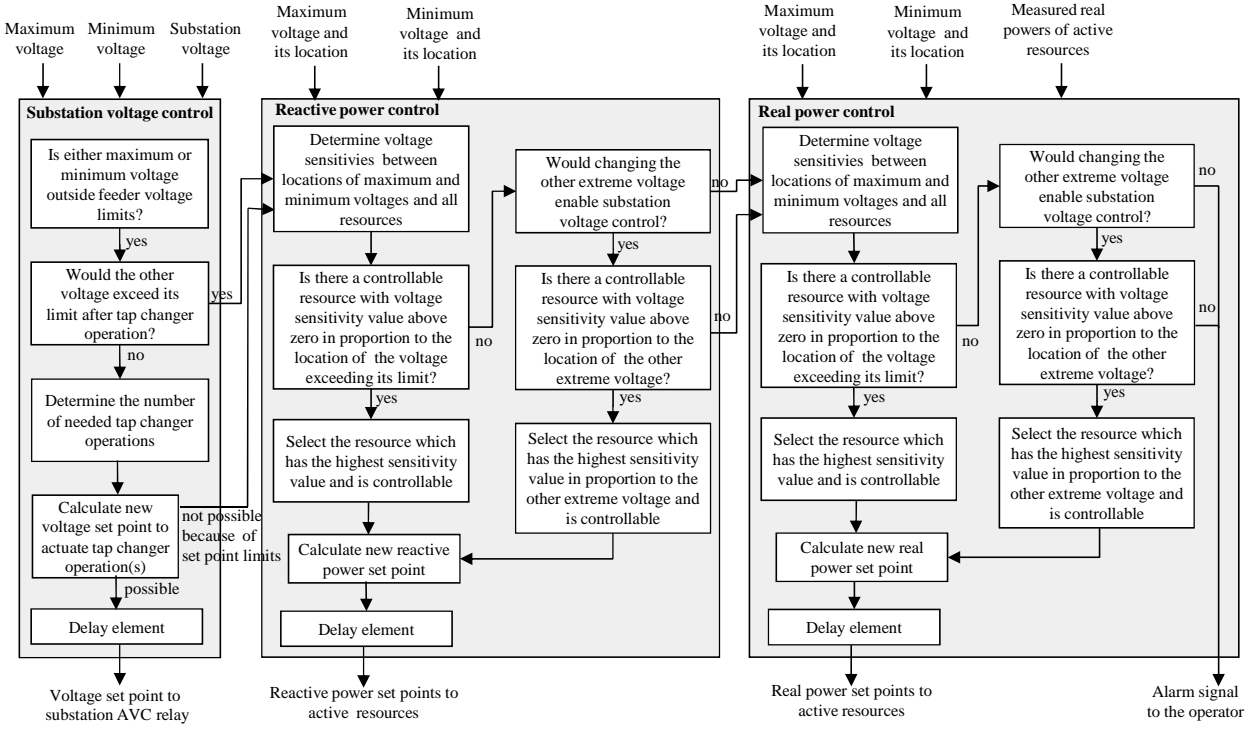 Maximum
voltage
Minimum
voltage
Substation
voltage
Substation voltage control
Is either maximum or
minimum voltage
outside feeder voltage
limits?
yes
Would the other
voltage exceed its
limit after tap changer
operation?
yes
no
Determine the number
of needed tap changer
operations
Calculate new
voltage set point to
actuate tap changer
operation(s)
not possible
because of
set point limits
possible
Delay element
Voltage set point to
substation AVC relay
Maximum
voltage and
its location
Minimum
voltage and
its location
Reactive power control
Determine voltage
sensitivies between
locations of maximum and
minimum voltages and all
resources
Is there a controllable
resource with voltage
sensitivity value above
zero in proportion to the
location of the voltage
exceeding its limit?
no
yes
Select the resource which
has the highest sensitivity
value and is controllable
Calculate new reactive
power set point
Delay element
Reactive power set points to
active resources
Would changing the
other extreme voltage
enable substation
voltage control?
no
yes
Is there a controllable
resource with voltage
sensitivity value above
zero in proportion to the
location of the other
extreme voltage?
no
yes
Select the resource which
has the highest sensitivity
value in proportion to the
other extreme voltage and
is controllable
Maximum
voltage and
its location
Minimum
voltage and
its location
Measured real
powers of active
resources
Real power control
Determine voltage
sensitivies between
locations of maximum and
minimum voltages and all
resources
Is there a controllable
resource with voltage
sensitivity value above
zero in proportion to the
location of the voltage
exceeding its limit?
no
yes
Select the resource which
has the highest sensitivity
value and is controllable
Calculate new real
power set point
Delay element
Real power set points to
active resources
Would changing the
other extreme voltage
enable substation
voltage control?
no
yes
Is there a controllable
resource with voltage
sensitivity value above
zero in proportion to the
location of the other
extreme voltage?
no
yes
Select the resource which
has the highest sensitivity
value in proportion to the
other extreme voltage and
is controllable
Alarm signal
to the operator